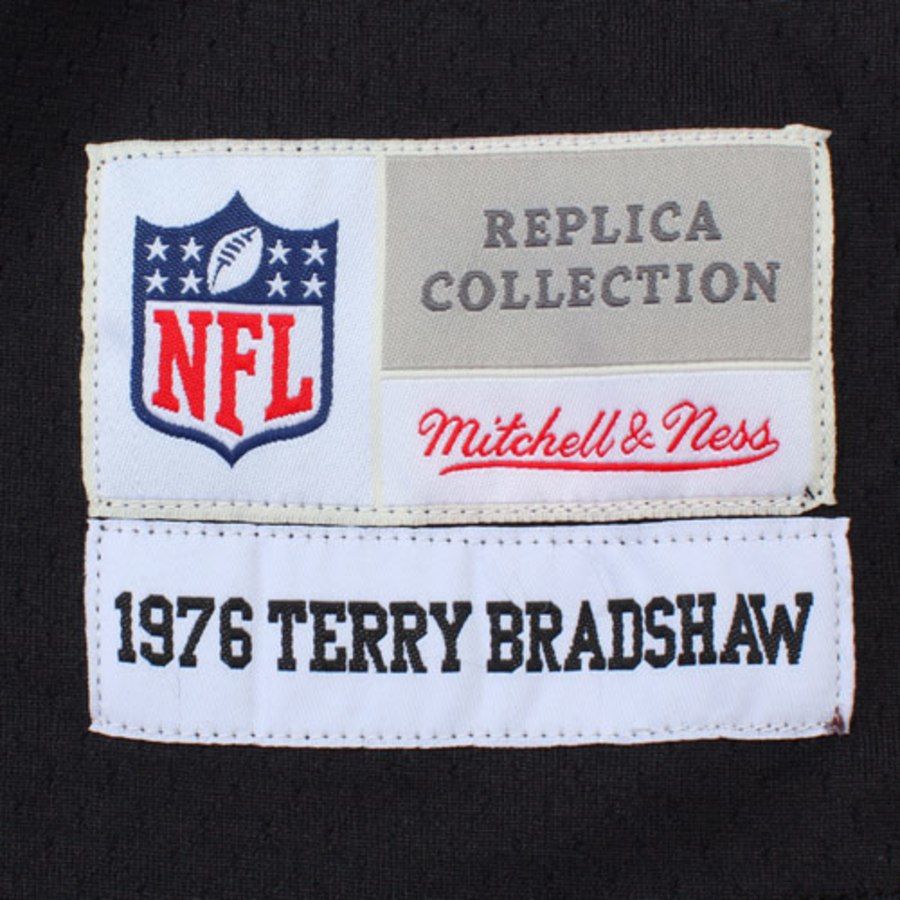 NFL
REPLICA
COLLECTION
Mitchell & Ness
1976 TERRY BRADSHAW